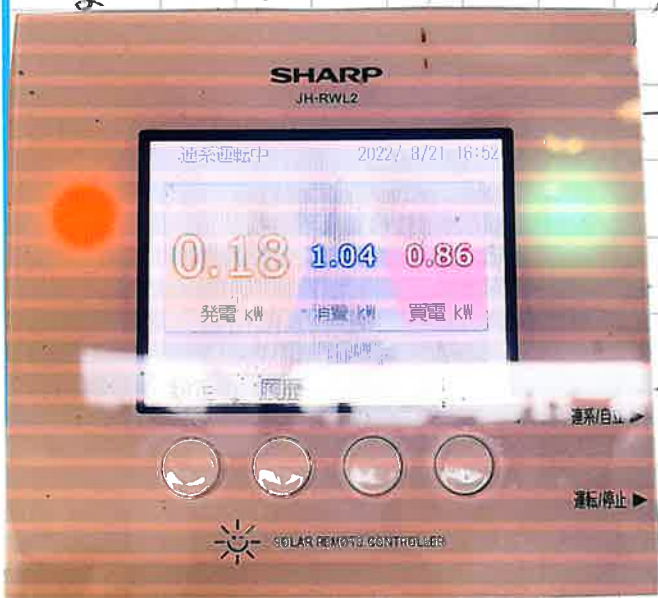 SHARP
JH-RWL2
連系運転中 2022/ 8/21 16:52
0.18 1.04 0.86
発電 kW 消費 kW 買電 kW
連系/自立 ▶
運転/停止 ▶
SOLAR REMOTE CONTROLLER